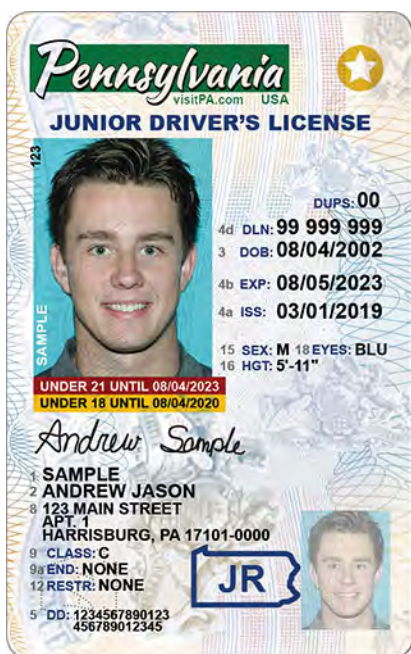 Pennsylvania
visitPA.com USA
JUNIOR DRIVER'S LICENSE
123
SAMPLE
DUPS: 00
4d DLN: 99 999 999
3 DOB: 08/04/2002
4b EXP: 08/05/2023
4a ISS: 03/01/2019
15 SEX: M 18 EYES: BLU
16 HGT: 5'-11"
UNDER 21 UNTIL 08/04/2023
UNDER 18 UNTIL 08/04/2020
Andrew Sample
1 SAMPLE
2 ANDREW JASON
8 123 MAIN STREET
APT. 1
HARRISBURG, PA 17101-0000
9 CLASS: C
9a END: NONE
12 RESTR: NONE
JR
5 DD: 1234567890123
456789012345